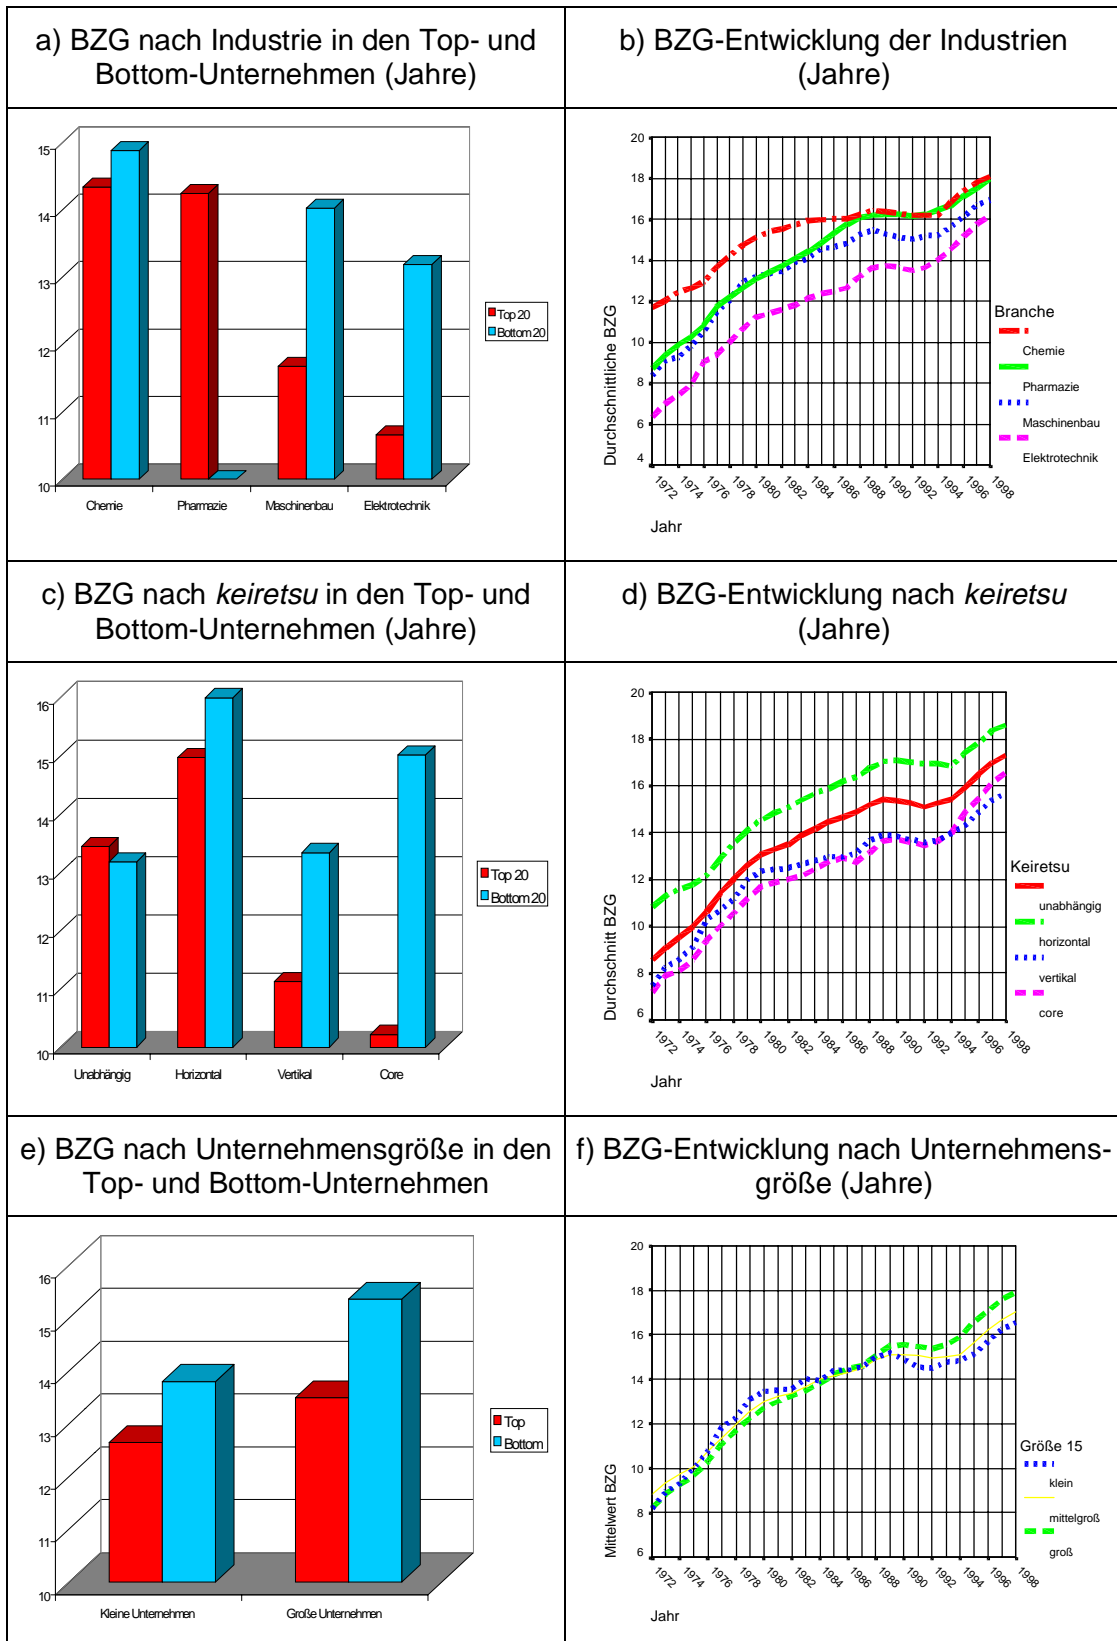 a) BZG nach Industrie in den Top- und
Bottom-Unternehmen (Jahre)
b) BZG-Entwicklung der Industrien
(Jahre)
15
14
13
12
11
10
Chemie
Pharmazie
Maschinenbau
Elektrotechnik
Top 20
Bottom 20
Durchschnittliche BZG
20
18
16
14
12
10
8
6
4
1972
1974
1976
1978
1980
1982
1984
1986
1988
1990
1992
1994
1996
1998
Jahr
Branche
Chemie
Pharmazie
Maschinenbau
Elektrotechnik
c) BZG nach keiretsu in den Top- und
Bottom-Unternehmen (Jahre)
d) BZG-Entwicklung nach keiretsu
(Jahre)
16
15
14
13
12
11
10
Unabhängig
Horizontal
Vertikal
Core
Top 20
Bottom 20
Durchschnitt BZG
20
18
16
14
12
10
8
6
1972
1974
1976
1978
1980
1982
1984
1986
1988
1990
1992
1994
1996
1998
Jahr
Keiretsu
unabhängig
horizontal
vertikal
core
e) BZG nach Unternehmensgröße in den
Top- und Bottom-Unternehmen
f) BZG-Entwicklung nach Unternehmens-
größe (Jahre)
16
15
14
13
12
11
10
Kleine Unternehmen
Große Unternehmen
Top
Bottom
Mittelwert BZG
20
18
16
14
12
10
8
6
1972
1974
1976
1978
1980
1982
1984
1986
1988
1990
1992
1994
1996
1998
Jahr
Größe 15
klein
mittelgroß
groß